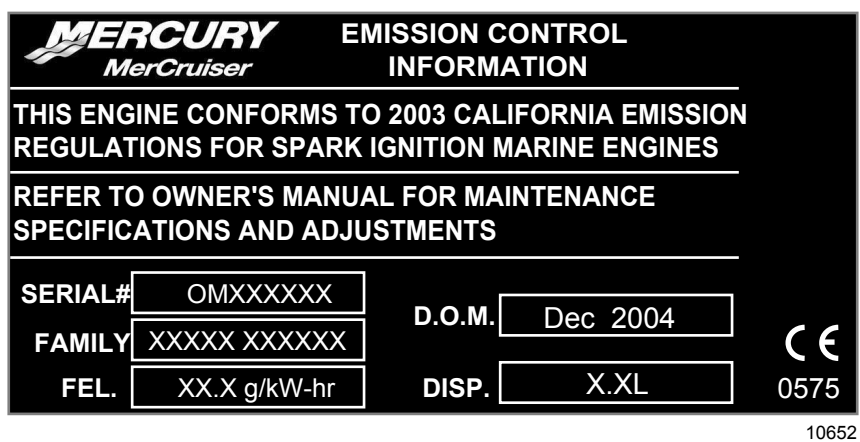 MERCURY
MerCruiser
EMISSION CONTROL
INFORMATION
THIS ENGINE CONFORMS TO 2003 CALIFORNIA EMISSION
REGULATIONS FOR SPARK IGNITION MARINE ENGINES
REFER TO OWNER'S MANUAL FOR MAINTENANCE
SPECIFICATIONS AND ADJUSTMENTS
SERIAL# OMXXXXXX
D.O.M. Dec 2004
FAMILY XXXXX XXXXXX
CE
FEL. XX.X g/kW-hr
DISP. X.XL
0575
10652